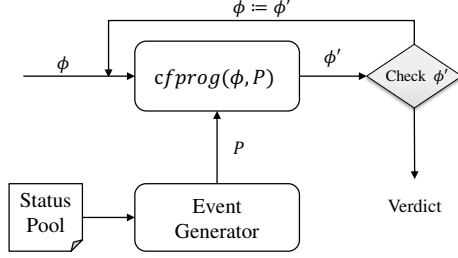 ϕ := ϕ′
ϕ
cfprog(ϕ, P)
ϕ′
Check ϕ′
P
Status
Pool
Event
Generator
Verdict